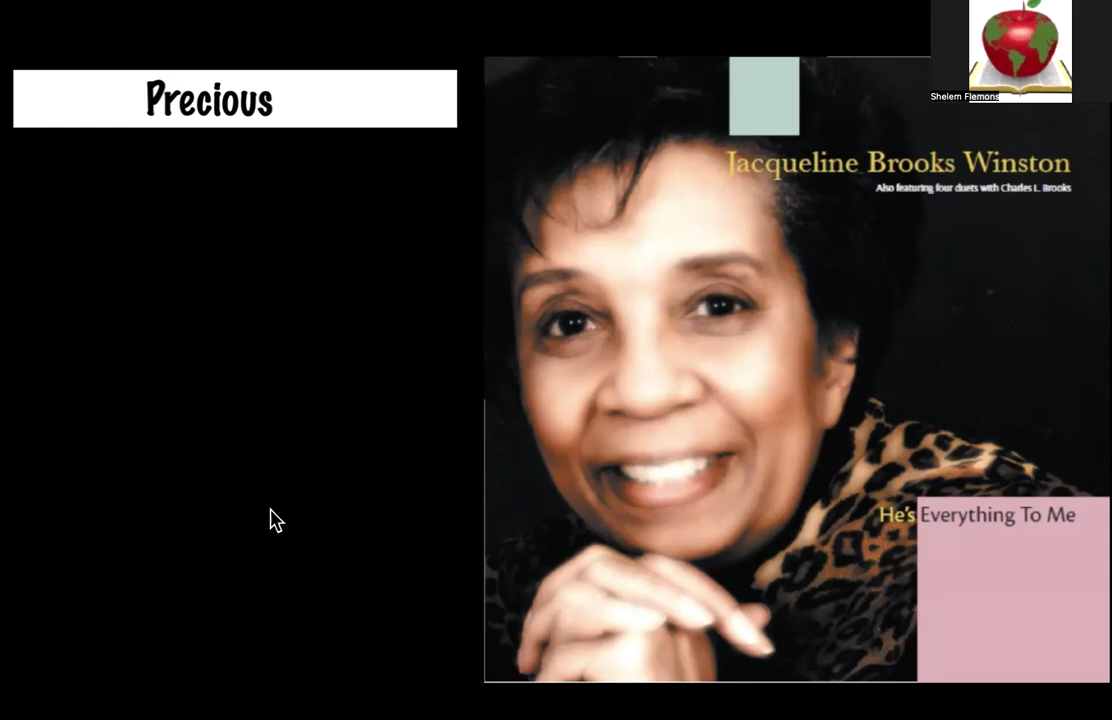 Precious
Shelem Flemons
Jacqueline Brooks Winston
Also featuring four duets with Charles L. Brooks
He's Everything To Me